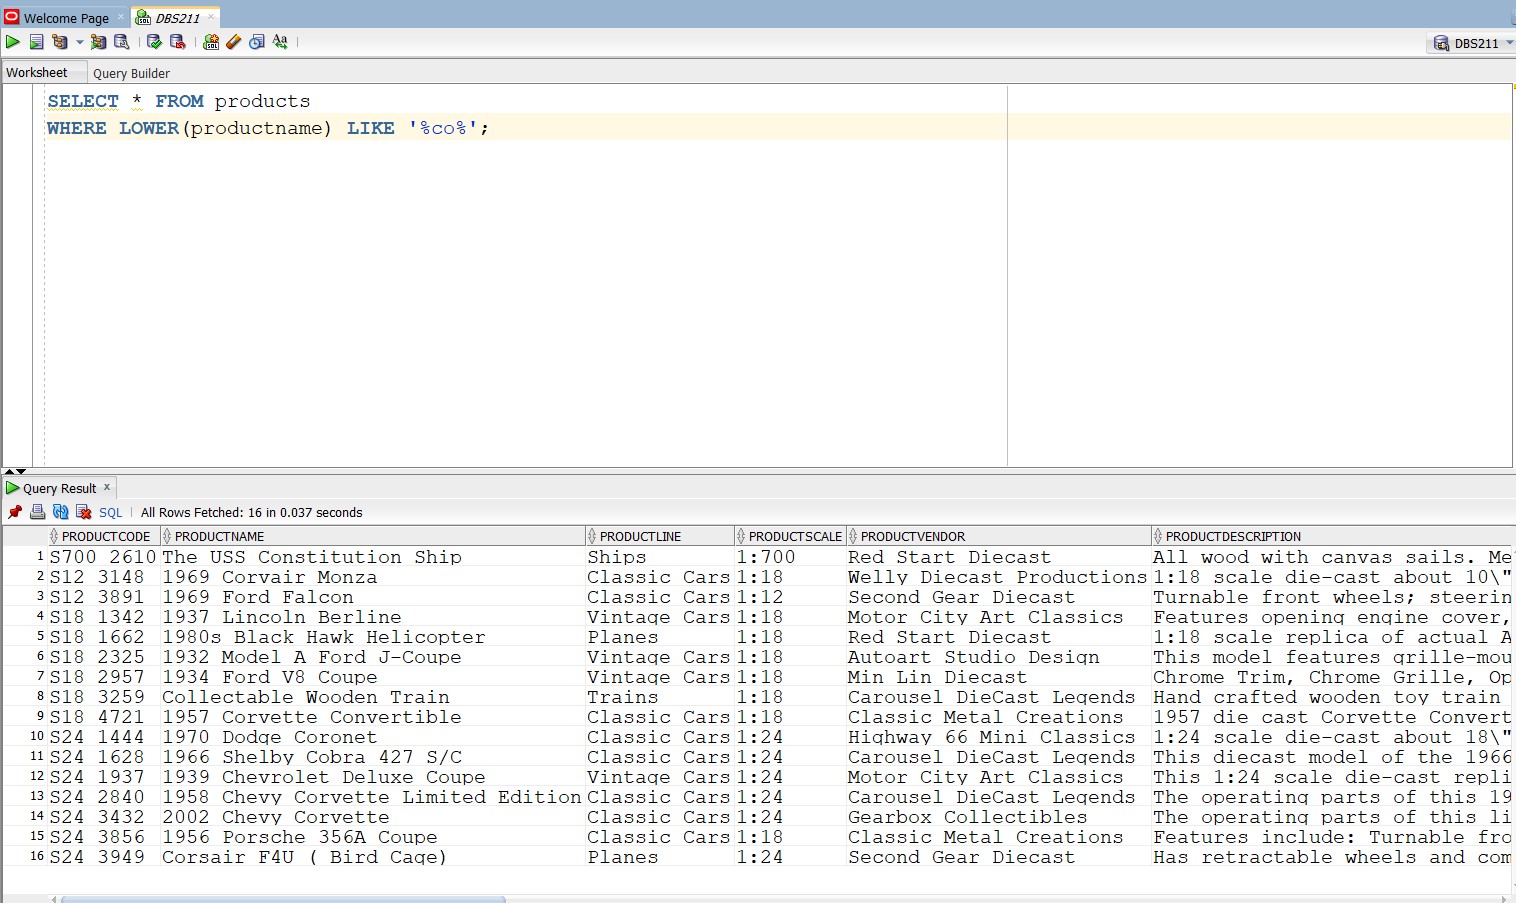 Welcome Page
DBS211
DBS211
Worksheet
Query Builder
SELECT * FROM products
WHERE LOWER(productname) LIKE '%co%';
Query Result
SQL | All Rows Fetched: 16 in 0.037 seconds
PRODUCTCODE PRODUCTNAME PRODUCTLINE PRODUCTSCALE PRODUCTVENDOR PRODUCTDESCRIPTION
1 S700_2610 The USS Constitution Ship Ships 1:700 Red Start Diecast All wood with canvas sails. Me
2 S12_3148 1969 Corvair Monza Classic Cars 1:18 Welly Diecast Productions 1:18 scale die-cast about 10\"
3 S12_3891 1969 Ford Falcon Classic Cars 1:12 Second Gear Diecast Turnable front wheels; steerin
4 S18_1342 1937 Lincoln Berline Vintage Cars 1:18 Motor City Art Classics Features opening engine cover,
5 S18_1662 1980s Black Hawk Helicopter Planes 1:18 Red Start Diecast 1:18 scale replica of actual A
6 S18_2325 1932 Model A Ford J-Coupe Vintage Cars 1:18 Autoart Studio Design This model features grille-mou
7 S18_2957 1934 Ford V8 Coupe Vintage Cars 1:18 Min Lin Diecast Chrome Trim, Chrome Grille, Op
8 S18_3259 Collectable Wooden Train Trains 1:18 Carousel DieCast Legends Hand crafted wooden toy train
9 S18_4721 1957 Corvette Convertible Classic Cars 1:18 Classic Metal Creations 1957 die cast Corvette Convert
10 S24_1444 1970 Dodge Coronet Classic Cars 1:24 Highway 66 Mini Classics 1:24 scale die-cast about 18\"
11 S24_1628 1966 Shelby Cobra 427 S/C Classic Cars 1:24 Carousel DieCast Legends This diecast model of the 1966
12 S24_1937 1939 Chevrolet Deluxe Coupe Vintage Cars 1:24 Motor City Art Classics This 1:24 scale die-cast repli
13 S24_2840 1958 Chevy Corvette Limited Edition Classic Cars 1:24 Carousel DieCast Legends The operating parts of this 19
14 S24_3432 2002 Chevy Corvette Classic Cars 1:24 Gearbox Collectibles The operating parts of this li
15 S24_3856 1956 Porsche 356A Coupe Classic Cars 1:18 Classic Metal Creations Features include: Turnable fro
16 S24_3949 Corsair F4U ( Bird Cage) Planes 1:24 Second Gear Diecast Has retractable wheels and com